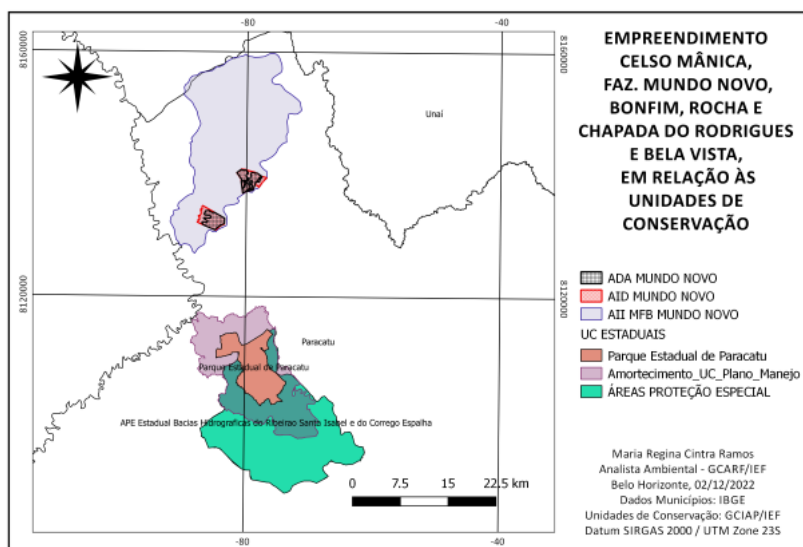 -80
-40
8160000
8160000
Unaí
8120000
8120000
Paracatu
Parque Estadual de Paracatu
APE Estadual Bacias Hidrograficas do Ribeirao Santa Isabel e do Corrego Espalha
0 7.5 15 22.5 km
-80
-40
EMPREENDIMENTO
CELSO MÂNICA,
FAZ. MUNDO NOVO,
BONFIM, ROCHA E
CHAPADA DO RODRIGUES
E BELA VISTA,
EM RELAÇÃO ÀS
UNIDADES DE
CONSERVAÇÃO
ADA MUNDO NOVO
AID MUNDO NOVO
AII MFB MUNDO NOVO
UC ESTADUAIS
Parque Estadual de Paracatu
Amortecimento_UC_Plano_Manejo
ÁREAS PROTEÇÃO ESPECIAL
Maria Regina Cintra Ramos
Analista Ambiental - GCARF/IEF
Belo Horizonte, 02/12/2022
Dados Municípios: IBGE
Unidades de Conservação: GCIAP/IEF
Datum SIRGAS 2000 / UTM Zone 23S